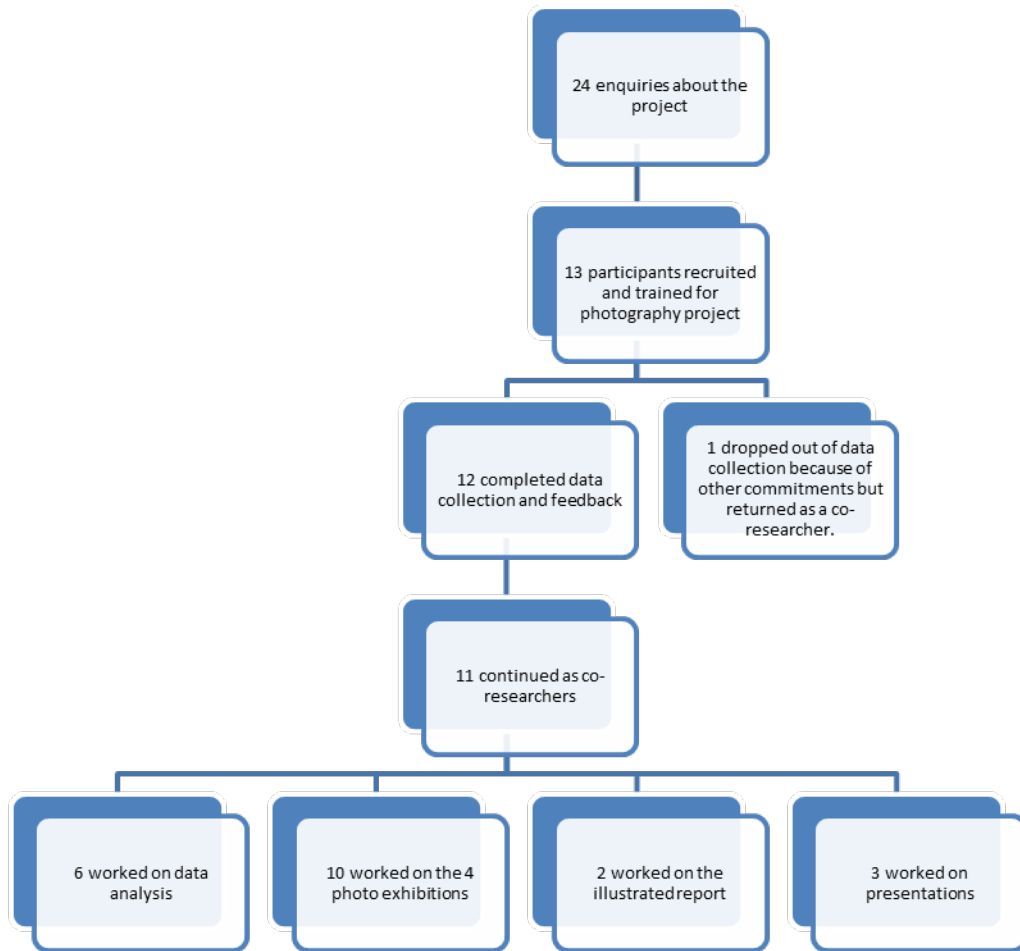 24 enquiries about the
project
13 participants recruited
and trained for
photography project
12 completed data
collection and feedback
1 dropped out of data
collection because of
other commitments but
returned as a co-
researcher.
11 continued as co-
researchers
6 worked on data
analysis
10 worked on the 4
photo exhibitions
2 worked on the
illustrated report
3 worked on
presentations